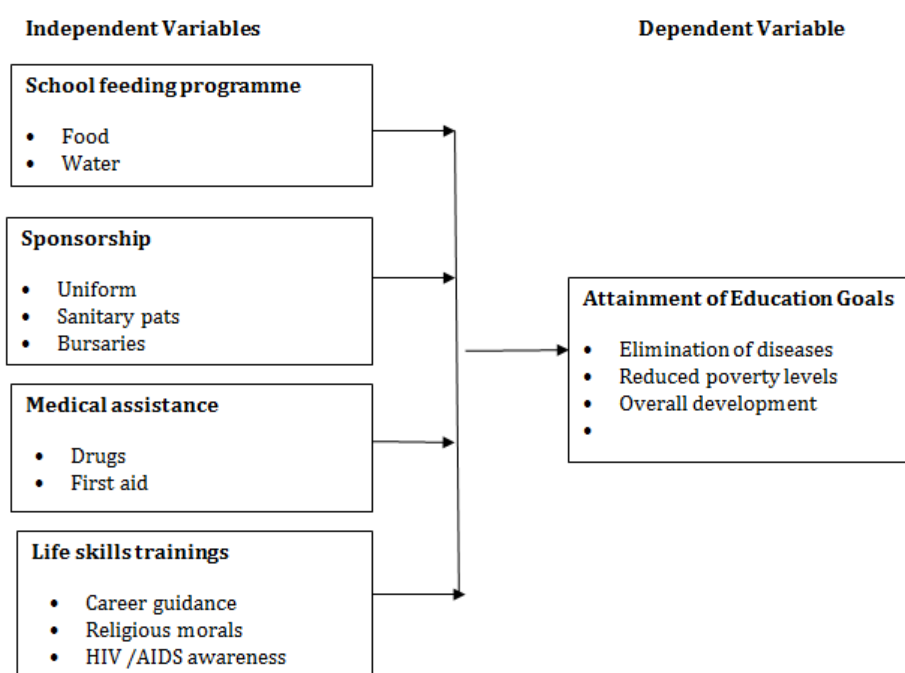 Independent Variables
Dependent Variable
School feeding programme
• Food
• Water
Sponsorship
• Uniform
• Sanitary pats
• Bursaries
Medical assistance
• Drugs
• First aid
Life skills trainings
• Career guidance
• Religious morals
• HIV /AIDS awareness
Attainment of Education Goals
• Elimination of diseases
• Reduced poverty levels
• Overall development
•